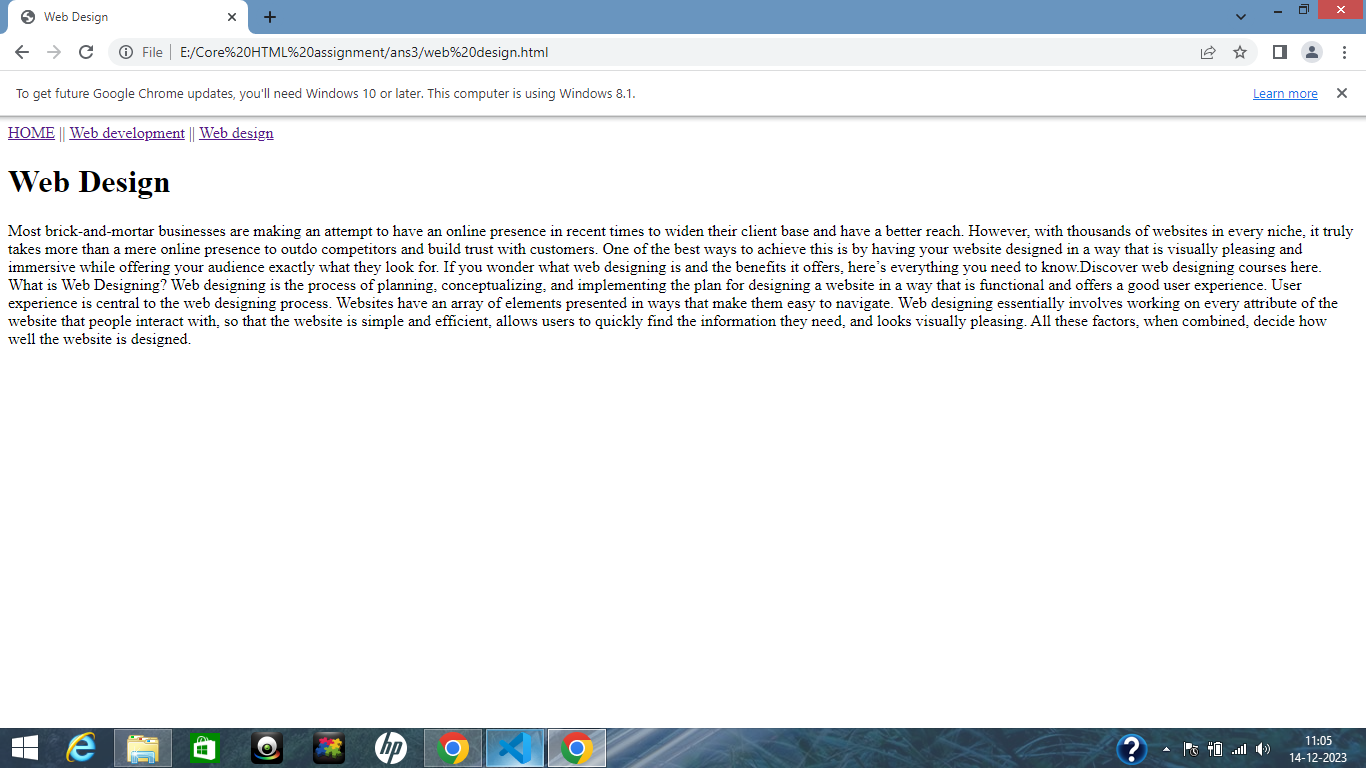 Web Design
File | E:/Core%20HTML%20assignment/ans3/web%20design.html
To get future Google Chrome updates, you'll need Windows 10 or later. This computer is using Windows 8.1. Learn more
HOME || Web development || Web design
Web Design
Most brick-and-mortar businesses are making an attempt to have an online presence in recent times to widen their client base and have a better reach. However, with thousands of websites in every niche, it truly
takes more than a mere online presence to outdo competitors and build trust with customers. One of the best ways to achieve this is by having your website designed in a way that is visually pleasing and
immersive while offering your audience exactly what they look for. If you wonder what web designing is and the benefits it offers, here’s everything you need to know.Discover web designing courses here.
What is Web Designing? Web designing is the process of planning, conceptualizing, and implementing the plan for designing a website in a way that is functional and offers a good user experience. User
experience is central to the web designing process. Websites have an array of elements presented in ways that make them easy to navigate. Web designing essentially involves working on every attribute of the
website that people interact with, so that the website is simple and efficient, allows users to quickly find the information they need, and looks visually pleasing. All these factors, when combined, decide how
well the website is designed.
hp
?
11:05
14-12-2023